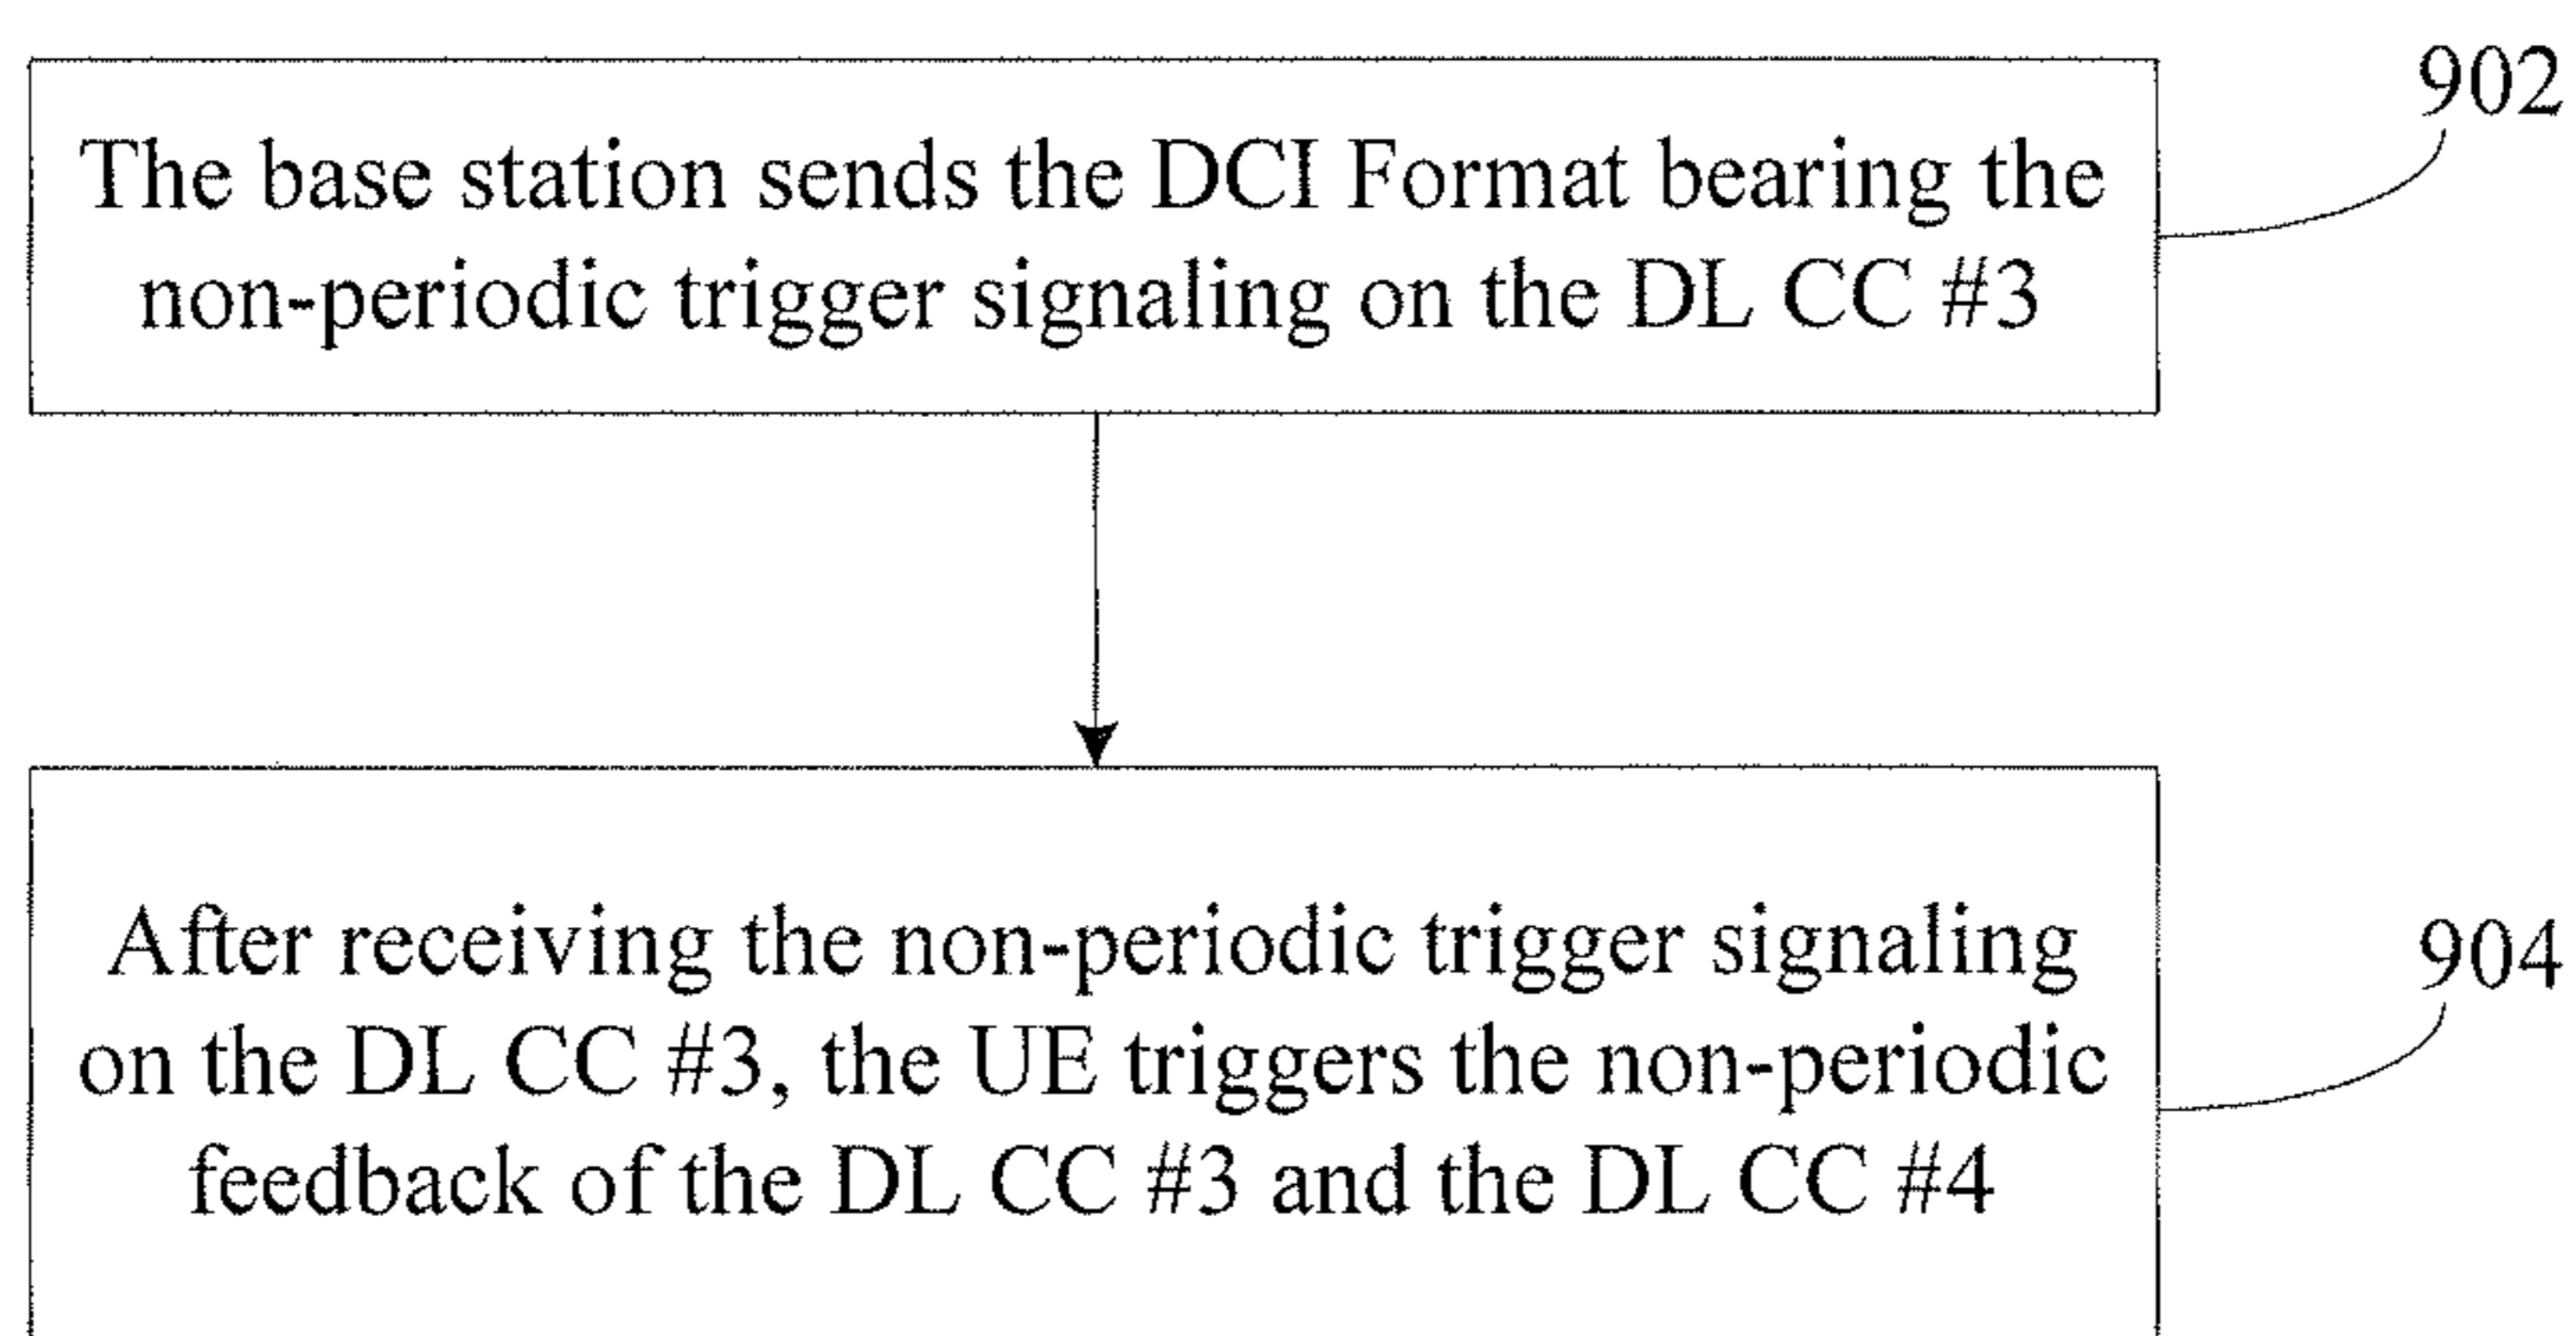 902
The base station sends the DCI Format bearing the
non-periodic trigger signaling on the DL CC #3
904
After receiving the non-periodic trigger signaling
on the DL CC #3, the UE triggers the non-periodic
feedback of the DL CC #3 and the DL CC #4